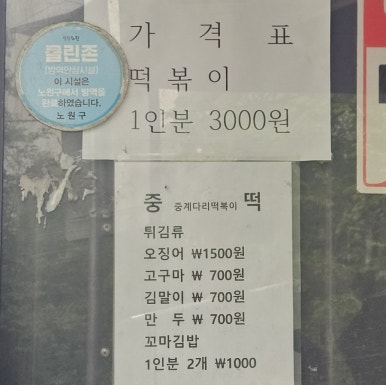 클린존
(방역안심시설)
이 시설은
노원구에서 방역을
완료하였습니다.
노원구
가 격 표
떡볶이
1인분 3000원
중 중계다리떡볶이 떡
튀김류
오징어 ₩1500원
고구마 ₩ 700원
김말이 ₩ 700원
만 두 ₩ 700원
꼬마김밥
1인분 2개 ₩1000